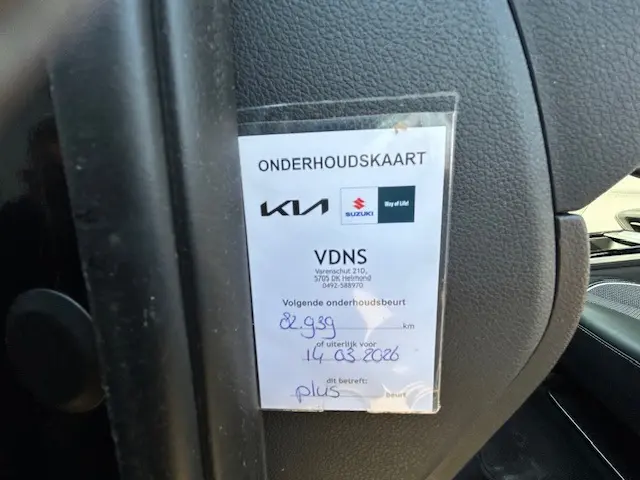 ONDERHOUDSKAART
KIA SUZUKI Way of Life!
VDNS
Varenschut 21D,
5705 DK Helmond
0492-588970
Volgende onderhoudsbeurt
82.939 km
of uiterlijk voor
14 03 2026
dit betreft:
plus beurt